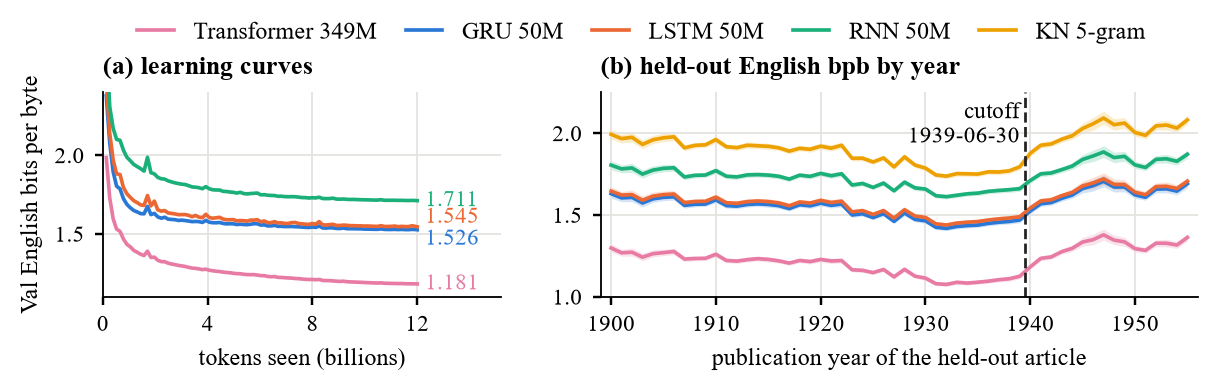 Transformer 349M GRU 50M LSTM 50M RNN 50M KN 5-gram
(a) learning curves
Val English bits per byte
2.0
1.5
1.711
1.545
1.526
1.181
0 4 8 12
tokens seen (billions)
(b) held-out English bpb by year
cutoff
1939-06-30
2.0
1.5
1.0
1900 1910 1920 1930 1940 1950
publication year of the held-out article